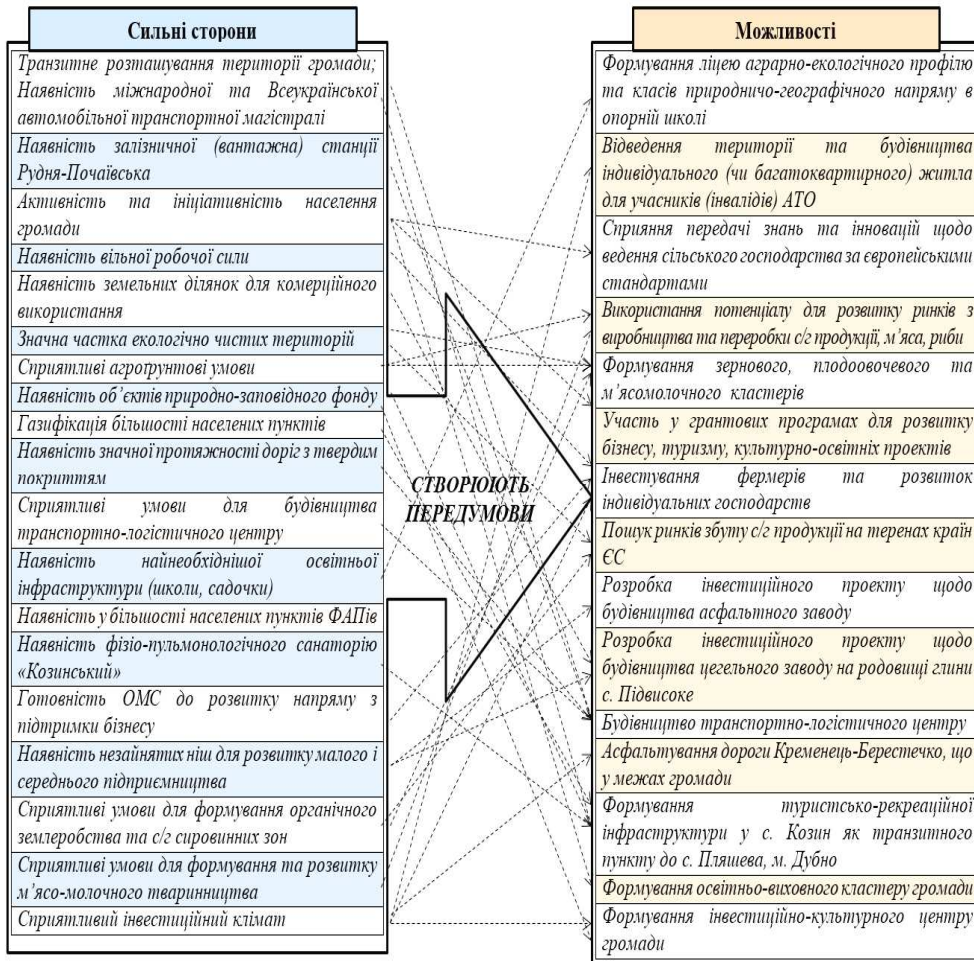 Сильні сторони
Транзитне розташування території громади;
Наявність міжнародної та Всеукраїнської
автомобільної транспортної магістралі
Наявність залізничної (вантажна) станції
Рудня-Почаївська
Активність та ініціативність населення
громади
Наявність вільної робочої сили
Наявність земельних ділянок для комерційного
використання
Значна частка екологічно чистих територій
Сприятливі агрогрунтові умови
Наявність об’єктів природно-заповідного фонду
Газифікація більшості населених пунктів
Наявність значної протяжності доріг з твердим
покриттям
Сприятливі умови для будівництва
транспортно-логістичного центру
Наявність найнеобхіднішої освітньої
інфраструктури (школи, садочки)
Наявність у більшості населених пунктів ФАПів
Наявність фізіо-пульмонологічного санаторію
«Козинський»
Готовність ОМС до розвитку напряму з
підтримки бізнесу
Наявність незайнятих ніш для розвитку малого і
середнього підприємництва
Сприятливі умови для формування органічного
землеробства та с/г сировинних зон
Сприятливі умови для формування та розвитку
м’ясо-молочного тваринництва
Сприятливий інвестиційний клімат
СТВОРЮЮТЬ
ПЕРЕДУМОВИ
Можливості
Формування ліцею аграрно-екологічного профілю
та класів природничо-географічного напряму в
опорній школі
Відведення території та будівництва
індивідуального (чи багатоквартирного) житла
для учасників (інвалідів) АТО
Сприяння передачі знань та інновацій щодо
ведення сільського господарства за європейськими
стандартами
Використання потенціалу для розвитку ринків з
виробництва та переробки с/г продукції, м’яса, риби
Формування зернового, плодоовочевого та
м’ясомолочного кластерів
Участь у грантових програмах для розвитку
бізнесу, туризму, культурно-освітніх проектів
Інвестування фермерів та розвиток
індивідуальних господарств
Пошук ринків збуту с/г продукції на теренах країн
ЄС
Розробка інвестиційного проекту щодо
будівництва асфальтного заводу
Розробка інвестиційного проекту щодо
будівництва цегельного заводу на родовищі глини
с. Підвисоке
Будівництво транспортно-логістичного центру
Асфальтування дороги Кременець-Берестечко, що
у межах громади
Формування туристсько-рекреаційної
інфраструктури у с. Козин як транзитного
пункту до с. Пляшева, м. Дубно
Формування освітньо-виховного кластеру громади
Формування інвестиційно-культурного центру
громади